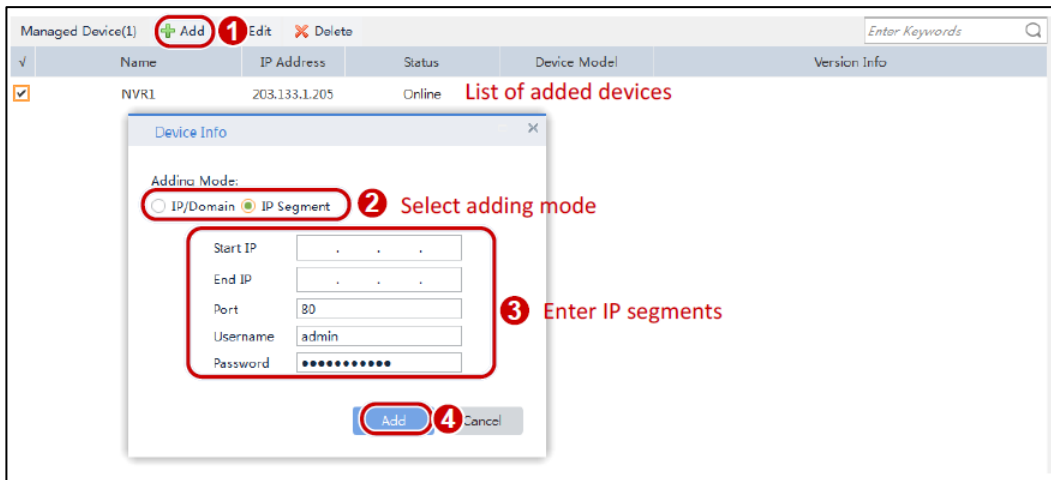 Managed Device(1) Add 1 Edit Delete Enter Keywords
√ Name IP Address Status Device Model Version Info
NVR1 203.133.1.205 Online List of added devices
Device Info
Adding Mode:
IP/Domain IP Segment 2 Select adding mode
Start IP . . .
End IP . . .
Port 80
3 Enter IP segments
Username admin
Password ●●●●●●●●●●●
Add 4 Cancel